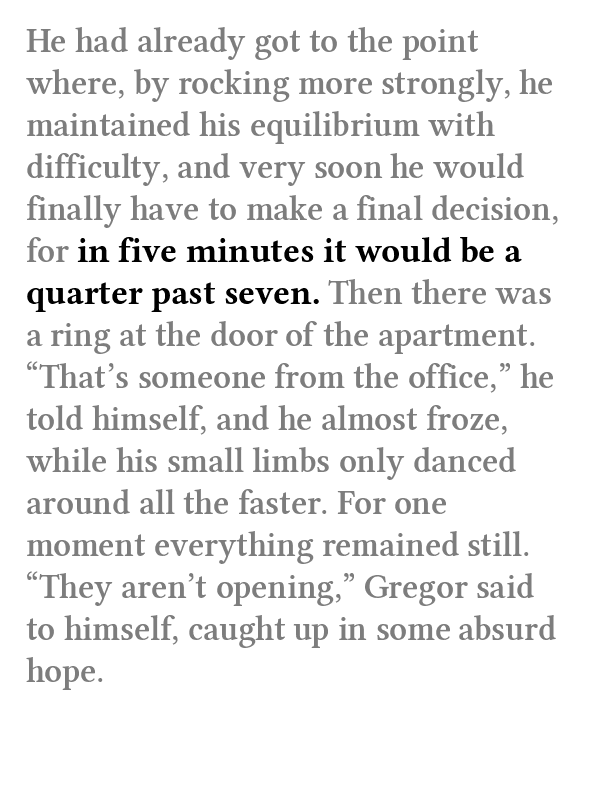 He had already got to the point
where, by rocking more strongly, he
maintained his equilibrium with
difficulty, and very soon he would
finally have to make a final decision,
for in five minutes it would be a
quarter past seven. Then there was
a ring at the door of the apartment.
“That’s someone from the office,” he
told himself, and he almost froze,
while his small limbs only danced
around all the faster. For one
moment everything remained still.
“They aren’t opening,” Gregor said
to himself, caught up in some absurd
hope.